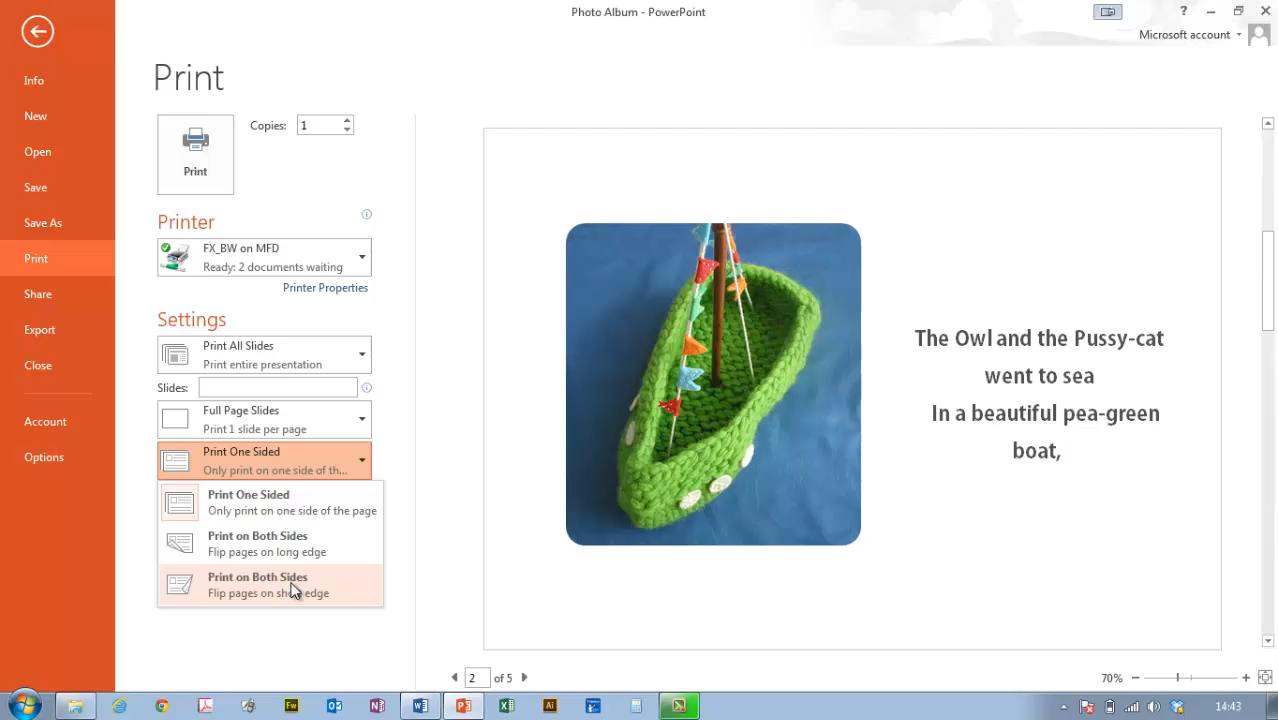 Photo Album - PowerPoint
?
Microsoft account
Info
New
Open
Save
Save As
Print
Share
Export
Close
Account
Options
Print
Print
Copies: 1
Printer
FX_BW on MFD
Ready: 2 documents waiting
Printer Properties
Settings
Print All Slides
Print entire presentation
Slides:
Full Page Slides
Print 1 slide per page
Print One Sided
Only print on one side of th...
Print One Sided
Only print on one side of the page
Print on Both Sides
Flip pages on long edge
Print on Both Sides
Flip pages on short edge
The Owl and the Pussy-cat
went to sea
In a beautiful pea-green
boat,
2 of 5
70%
14:43